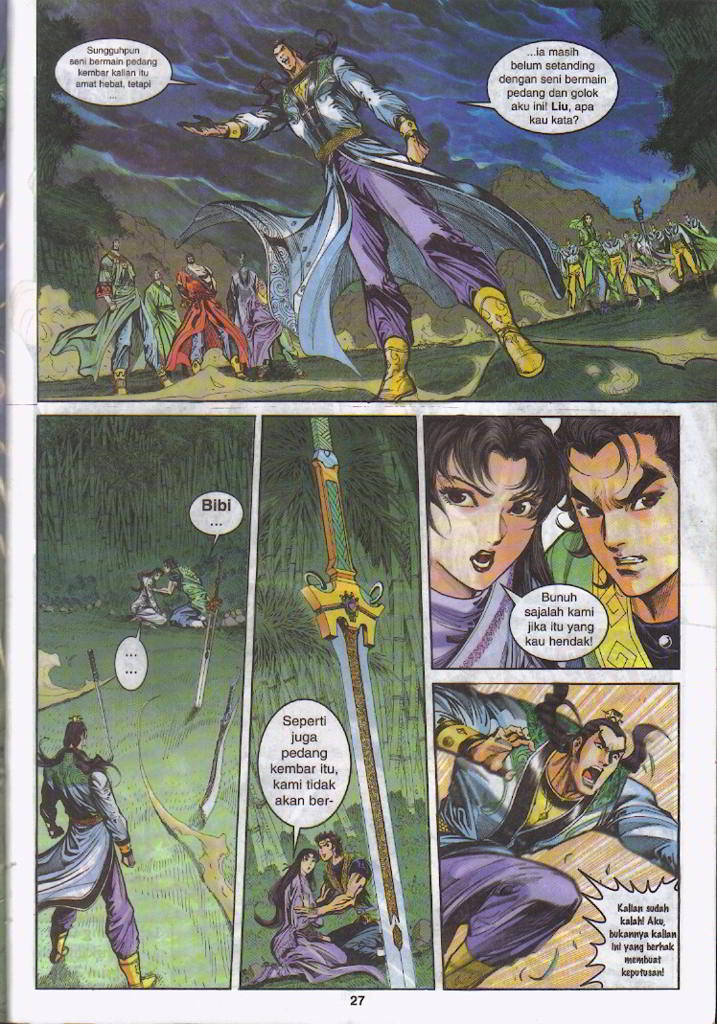 Sungguhpun
seni bermain pedang
kembar kalian itu
amat hebat, tetapi
...
...ia masih
belum setanding
dengan seni bermain
pedang dan golok
aku ini! Liu, apa
kau kata?
Bibi
...
...
...
Seperti
juga
pedang
kembar itu,
kami tidak
akan ber-
Bunuh
sajalah kami
jika itu yang
kau hendak!
Kalian sudah
kalah! Aku,
bukannya kalian
ini yang berhak
membuat
keputusan!
27